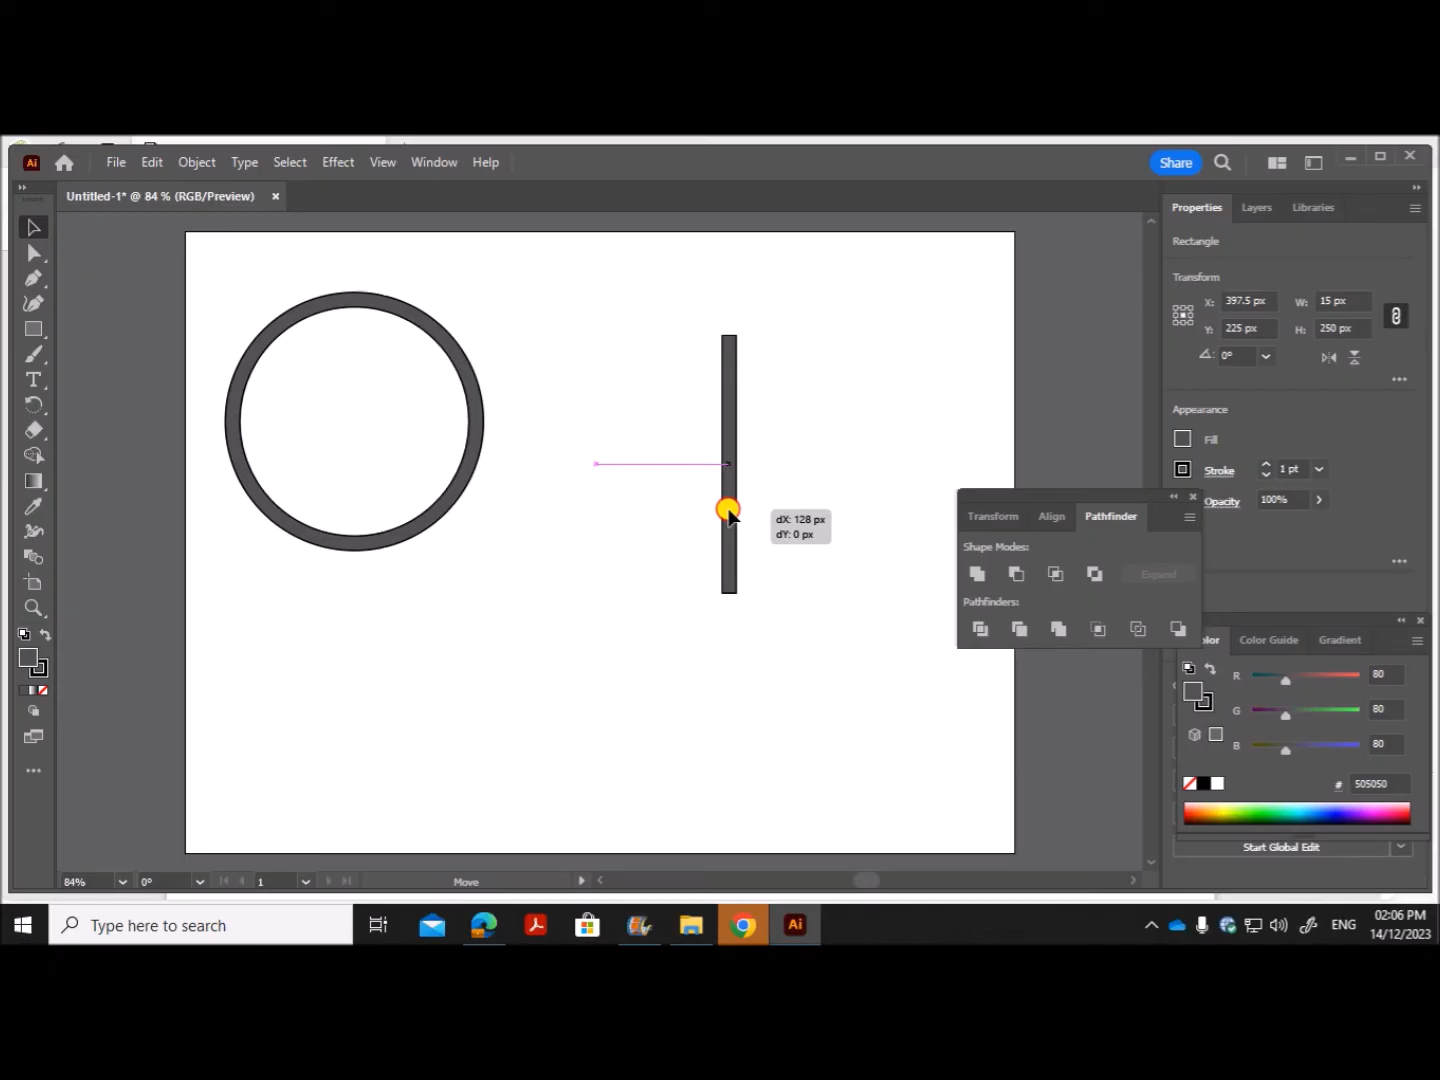 Ai File Edit Object Type Select Effect View Window Help Share
Untitled-1* @ 84 % (RGB/Preview) ×
Properties Layers Libraries
Rectangle
Transform
X: 397.5 px W: 15 px
Y: 225 px H: 250 px
0°
Appearance
Fill
Stroke 1 pt
Opacity 100%
dX: 128 px
dY: 0 px
Transform Align Pathfinder
Shape Modes:
Expand
Pathfinders:
Color Guide Gradient
R 80
G 80
B 80
# 505050
Start Global Edit
84% 0° 1 Move
Type here to search
Ai
ENG
02:06 PM
14/12/2023